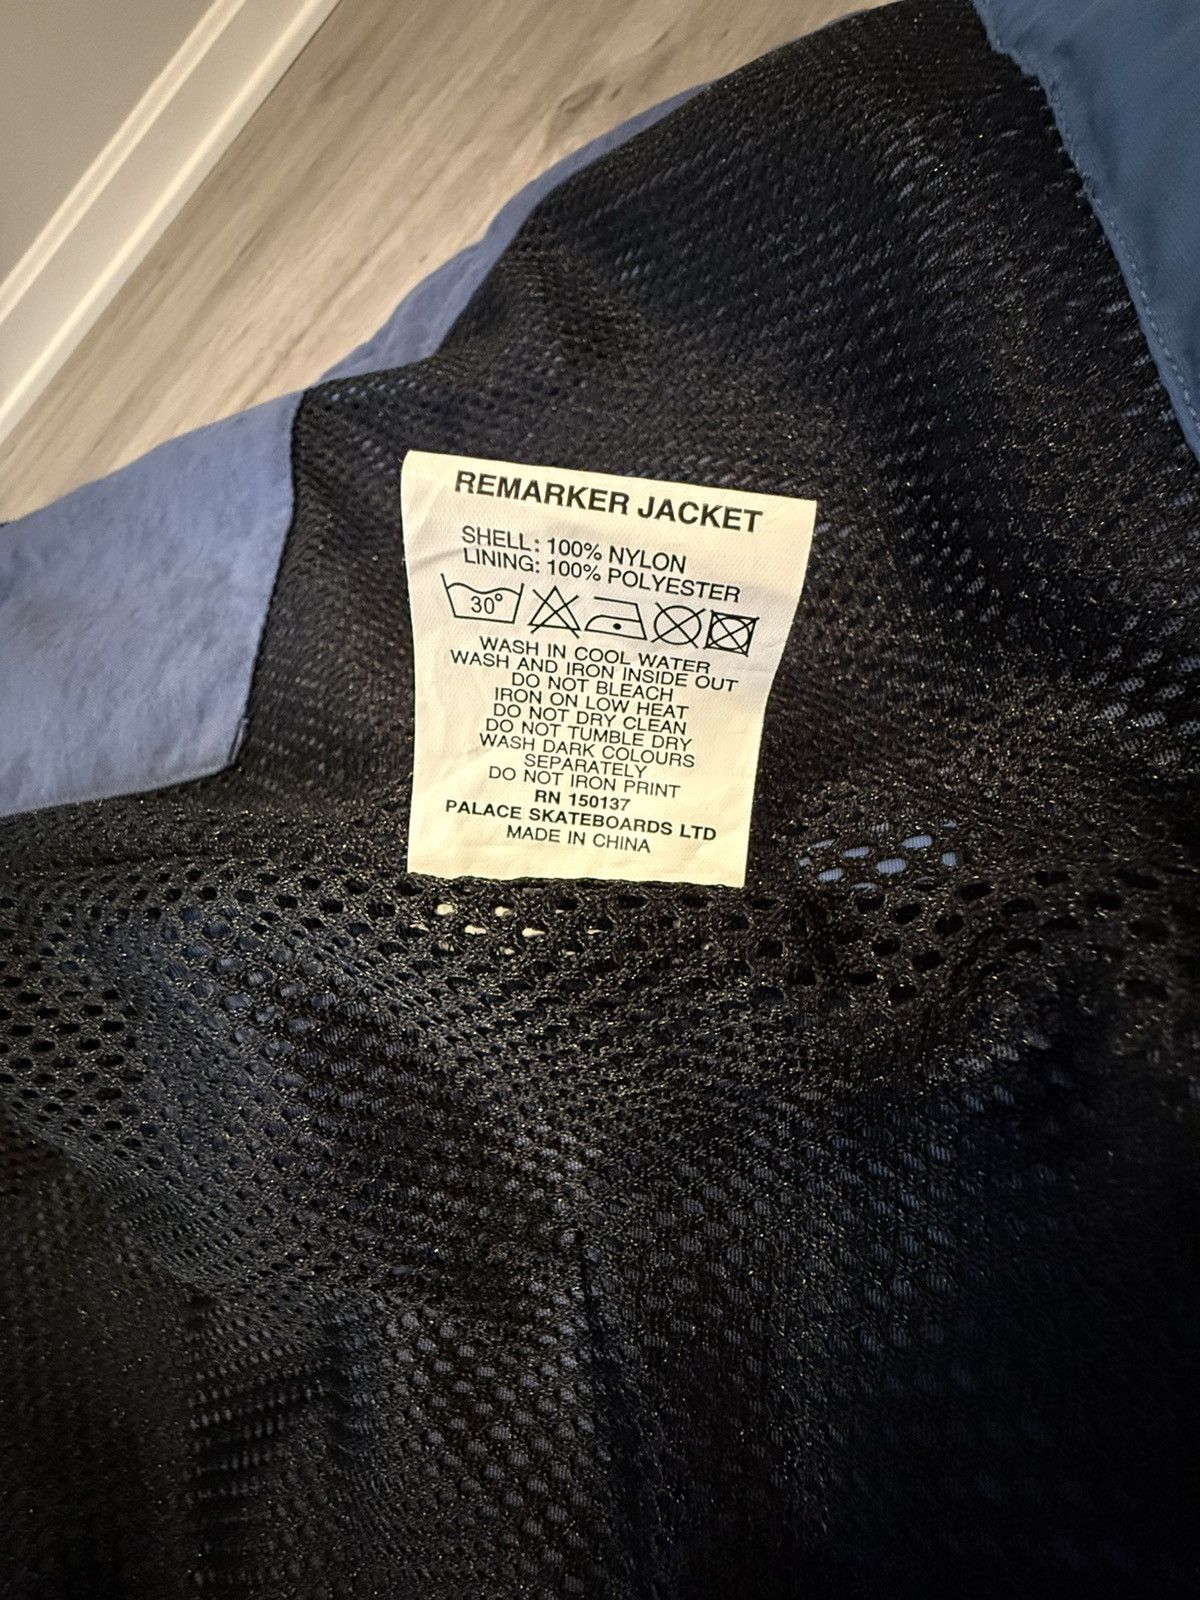 REMARKER JACKET
SHELL: 100% NYLON
LINING: 100% POLYESTER
30°
WASH IN COOL WATER
WASH AND IRON INSIDE OUT
DO NOT BLEACH
IRON ON LOW HEAT
DO NOT DRY CLEAN
DO NOT TUMBLE DRY
WASH DARK COLOURS
SEPARATELY
DO NOT IRON PRINT
RN 150137
PALACE SKATEBOARDS LTD
MADE IN CHINA